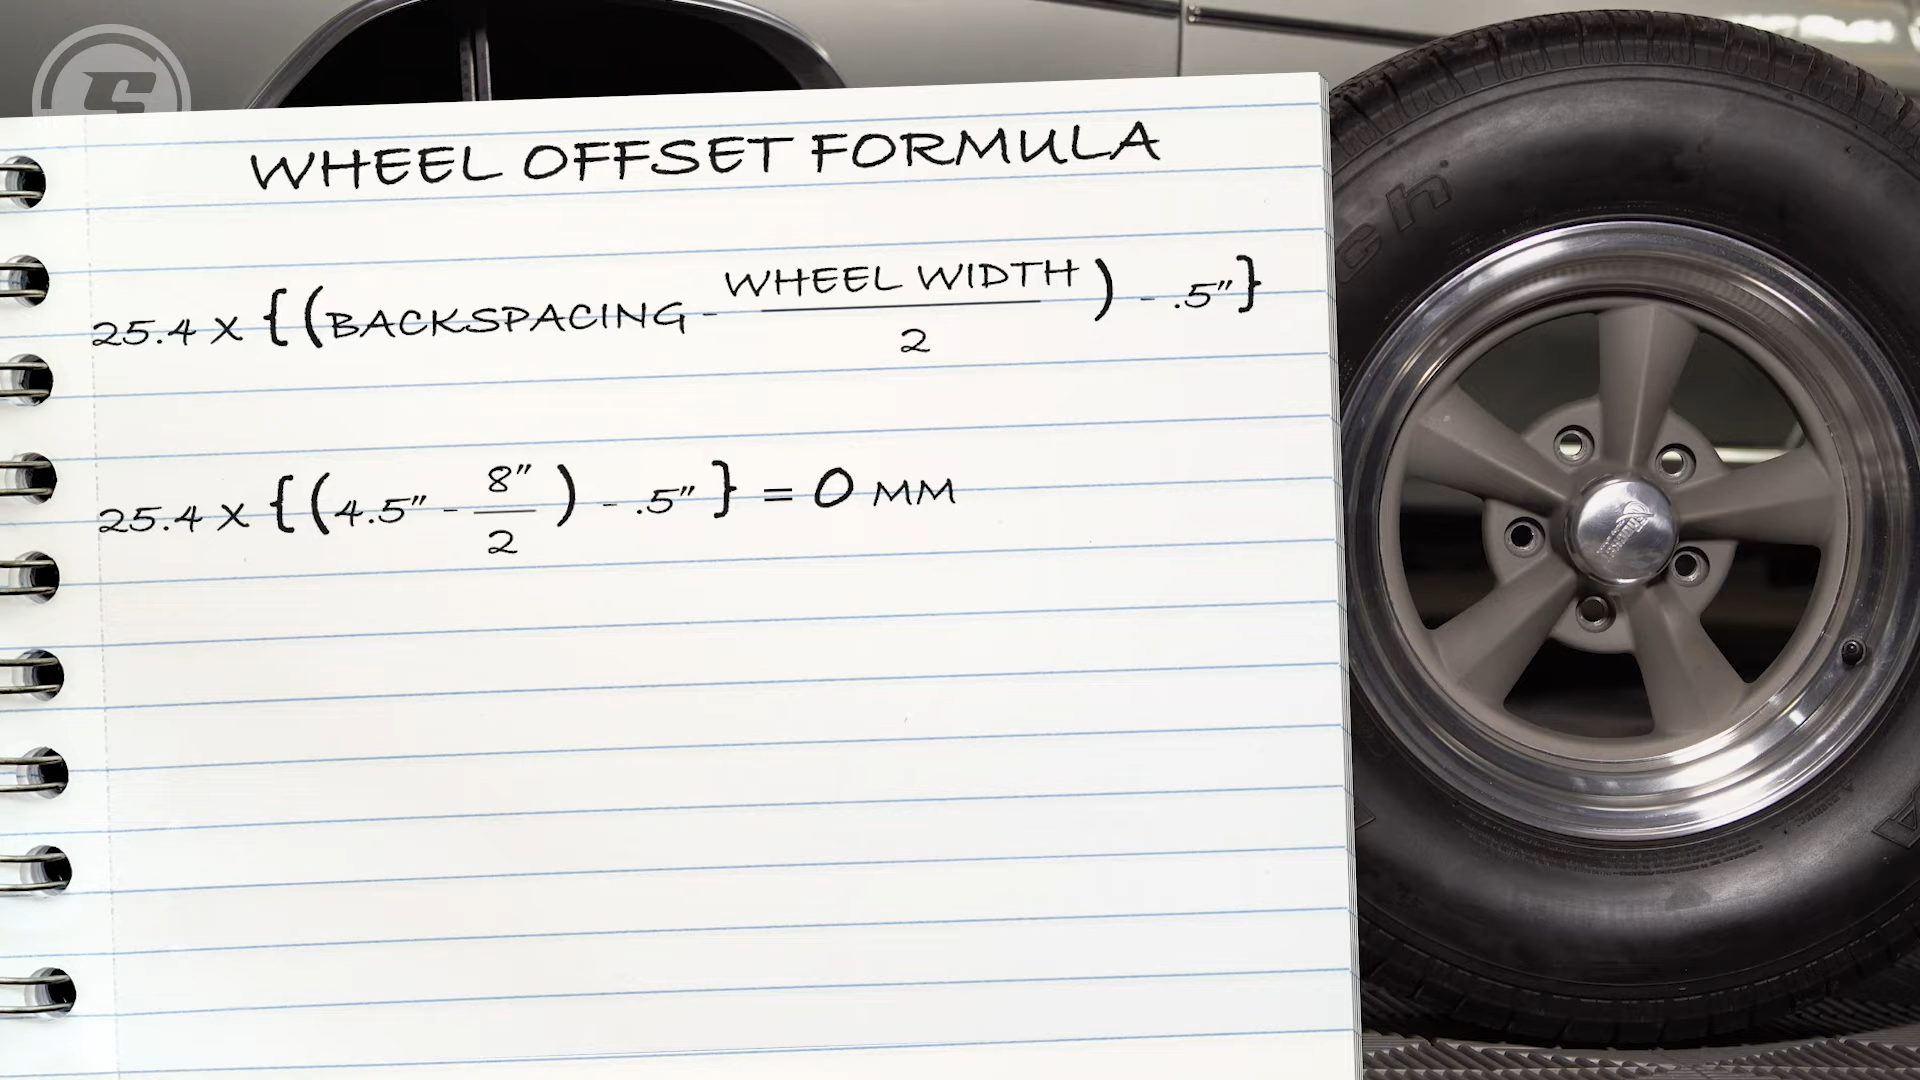 WHEEL OFFSET FORMULA
25.4 X {(BACKSPACING - WHEEL WIDTH / 2) - .5"}
25.4 X {(4.5" - 8" / 2) - .5"} = 0 MM
ch